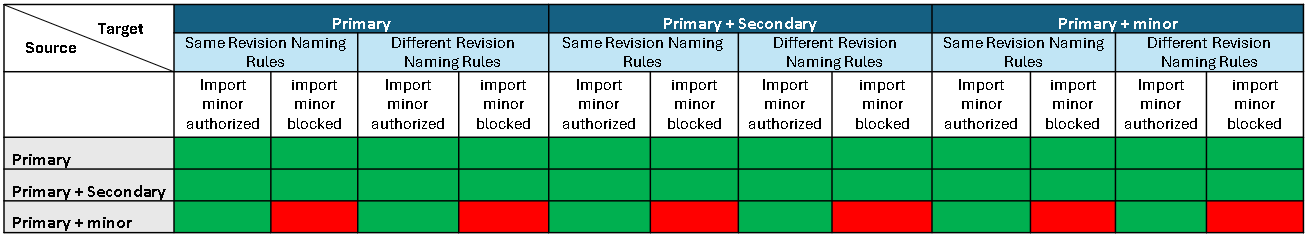 Target
Source
Primary
Primary + Secondary
Primary + minor
Same Revision Naming
Rules
Different Revision
Naming Rules
Same Revision Naming
Rules
Different Revision
Naming Rules
Same Revision Naming
Rules
Different Revision
Naming Rules
Import
minor
authorized
import
minor
blocked
Import
minor
authorized
import
minor
blocked
Import
minor
authorized
import
minor
blocked
Import
minor
authorized
import
minor
blocked
Import
minor
authorized
import
minor
blocked
Import
minor
authorized
import
minor
blocked
Primary
Primary + Secondary
Primary + minor